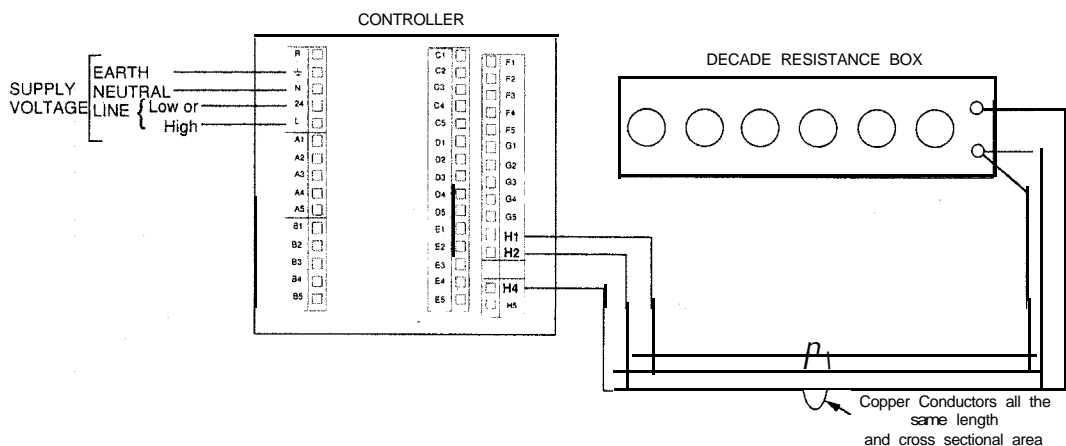 CONTROLLER
DECADE RESISTANCE BOX
SUPPLY
VOLTAGE
EARTH
NEUTRAL
LINE { Low or
High
R
N
24
L
A1
A2
A3
A4
A5
B1
B2
B3
B4
B5
C1
C2
C3
C4
C5
D1
D2
D3
D4
D5
E1
E2
E3
E4
E5
F1
F2
F3
F4
F5
G1
G2
G3
G4
G5
H1
H2
H4
H5
Copper Conductors all the
same length
and cross sectional area